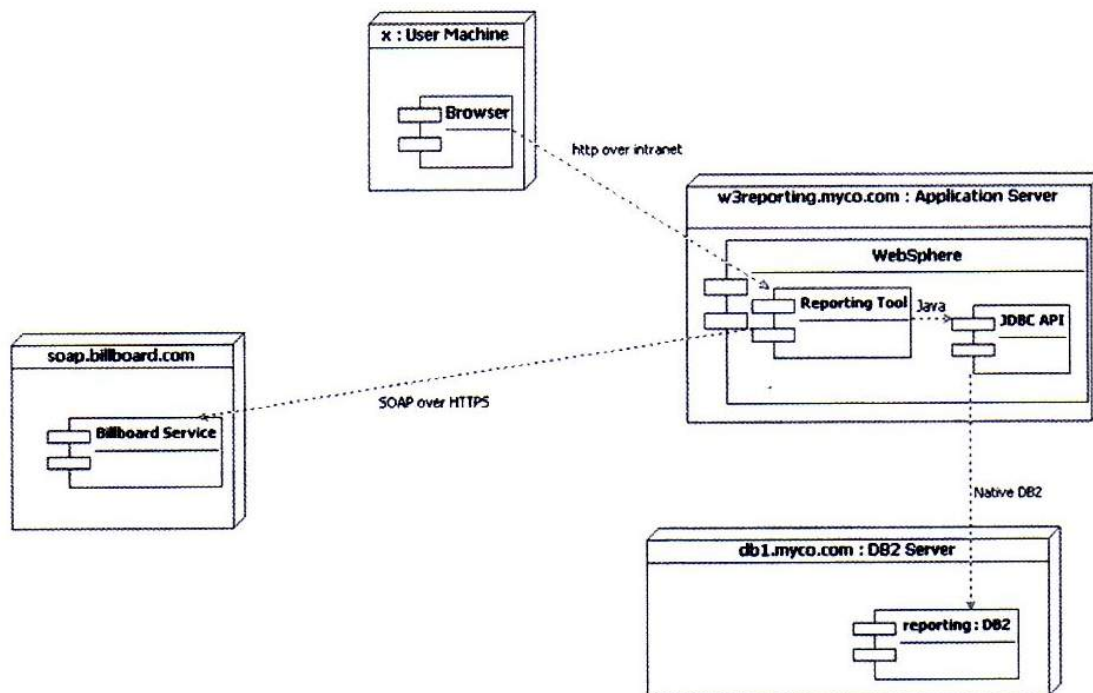 x : User Machine
Browser
http over intranet
w3reporting.myco.com : Application Server
WebSphere
Reporting Tool
Java
JDBC API
soap.billboard.com
SOAP over HTTPS
Billboard Service
Native DB2
db1.myco.com : DB2 Server
reporting : DB2